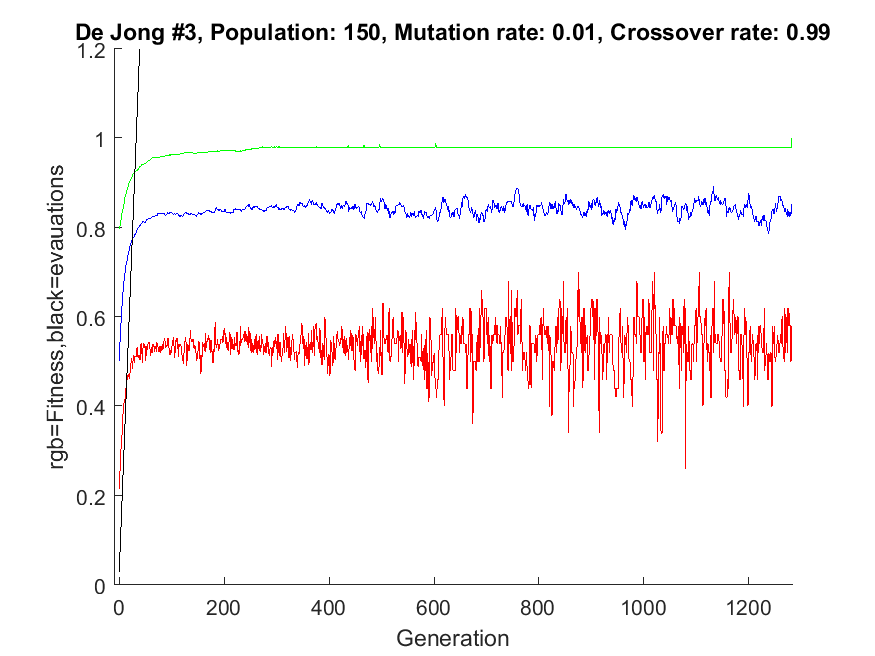 De Jong #3, Population: 150, Mutation rate: 0.01, Crossover rate: 0.99
1.2
1
0.8
0.6
0.4
0.2
0
rgb=Fitness,black=evauations
0 200 400 600 800 1000 1200
Generation